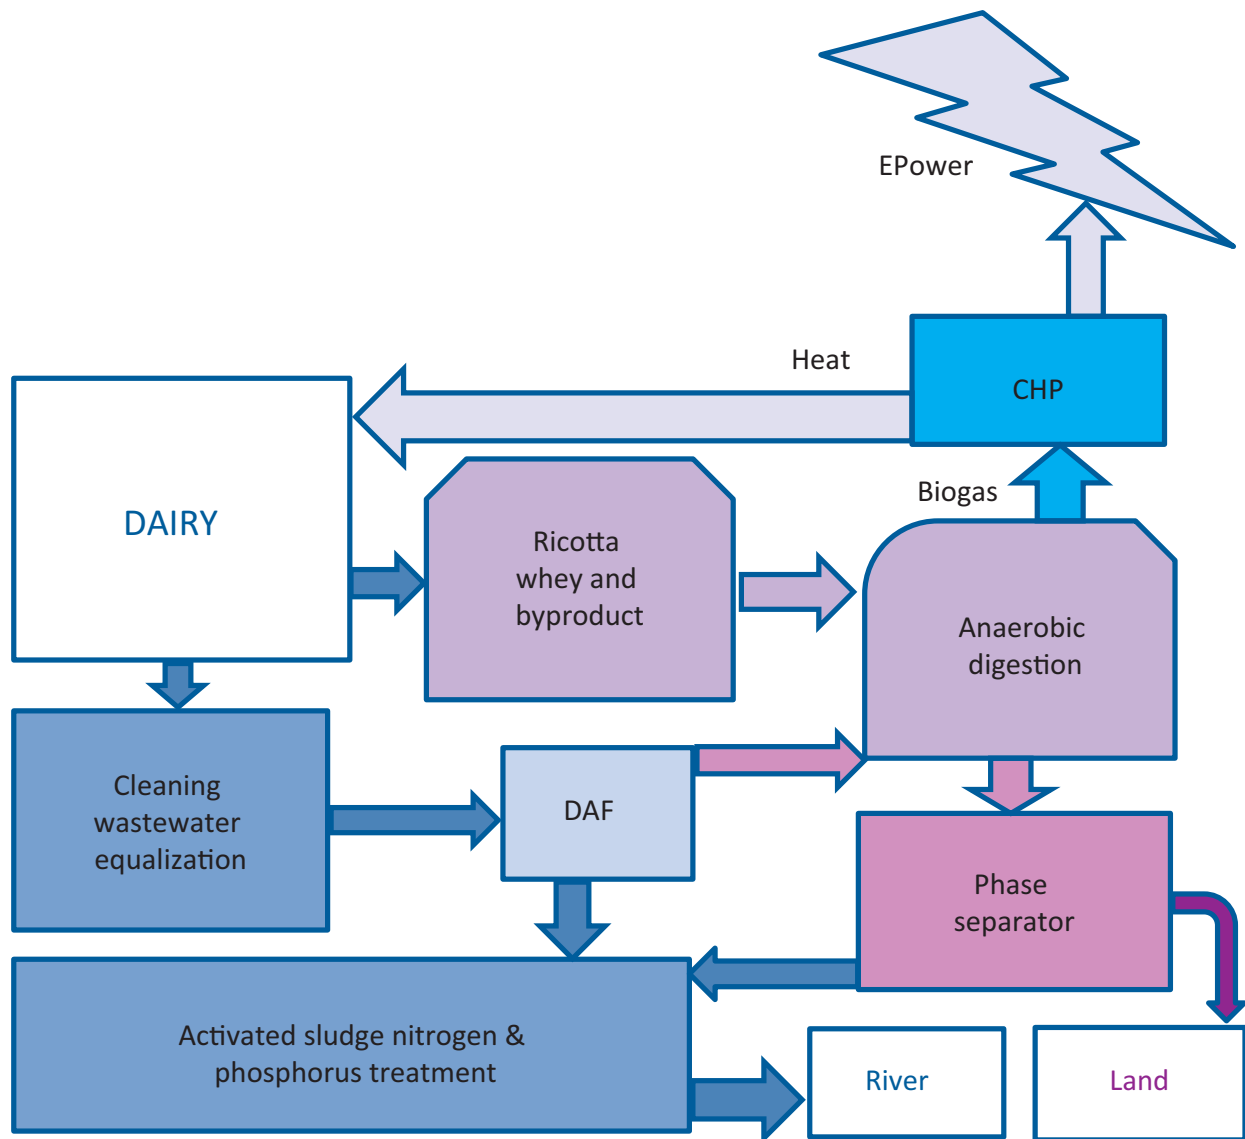 EPower
Heat
CHP
DAIRY
Biogas
Ricotta
whey and
byproduct
Anaerobic
digestion
Cleaning
wastewater
equalization
DAF
Phase
separator
Activated sludge nitrogen &
phosphorus treatment
River
Land